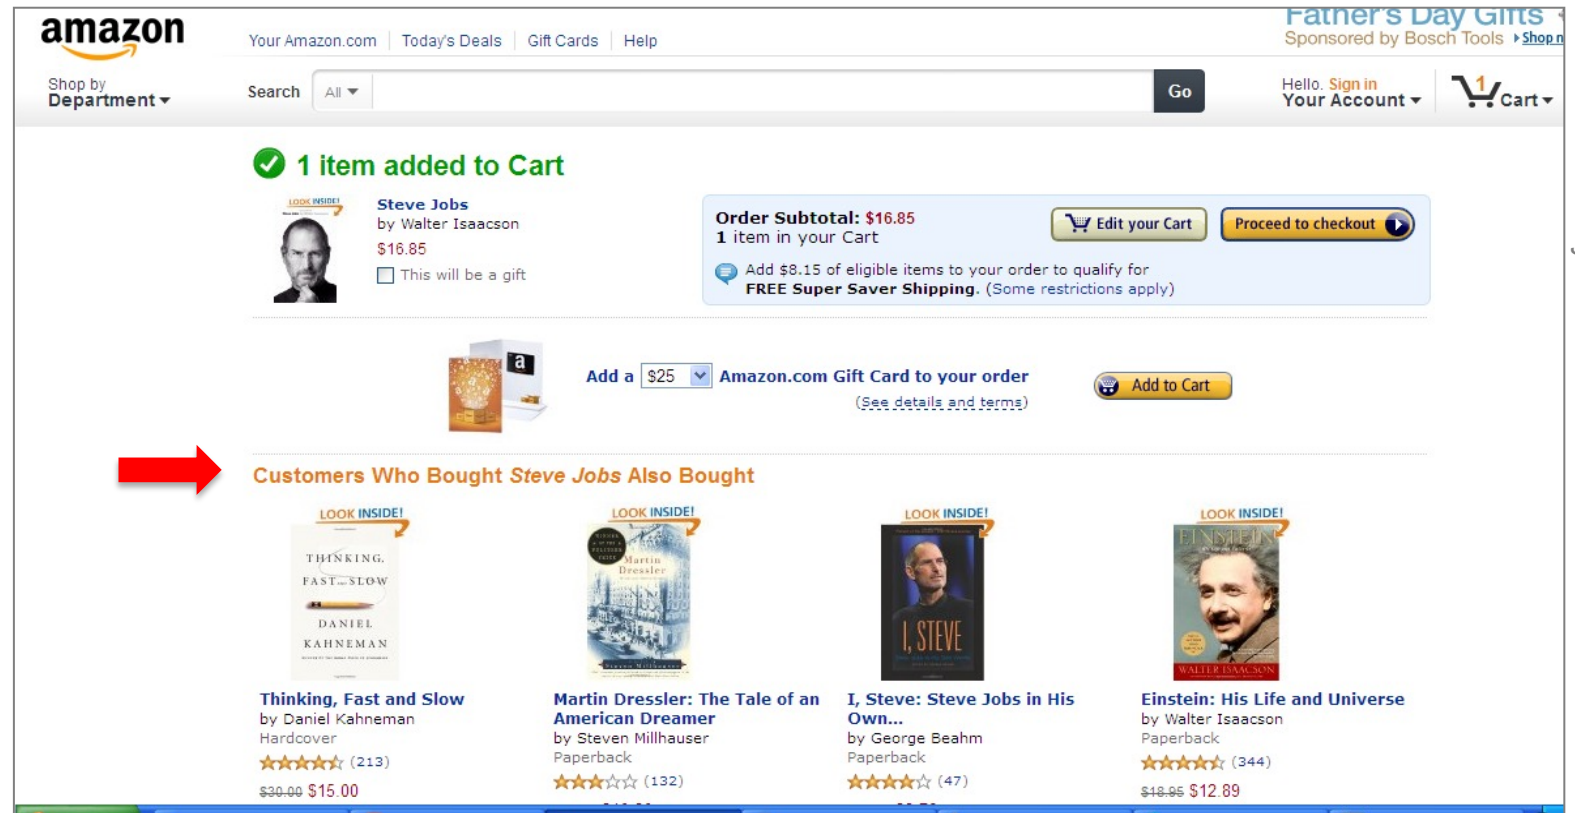 amazon
Father's Day Gifts
Your Amazon.com Today's Deals Gift Cards Help
Sponsored by Bosch Tools Shop n
Shop by
Department
Search All Go
Hello. Sign in
Your Account
1
Cart
1 item added to Cart
LOOK INSIDE!
Steve Jobs
by Walter Isaacson
$16.85
This will be a gift
Order Subtotal: $16.85
1 item in your Cart
Edit your Cart
Proceed to checkout
Add $8.15 of eligible items to your order to qualify for
FREE Super Saver Shipping. (Some restrictions apply)
a
Add a $25 Amazon.com Gift Card to your order
(See details and terms)
Add to Cart
Customers Who Bought Steve Jobs Also Bought
LOOK INSIDE!
THINKING,
FAST AND SLOW
DANIEL
KAHNEMAN
Thinking, Fast and Slow
by Daniel Kahneman
Hardcover
(213)
$30.00 $15.00
LOOK INSIDE!
Martin
Dressler
Steven Millhauser
Martin Dressler: The Tale of an
American Dreamer
by Steven Millhauser
Paperback
(132)
LOOK INSIDE!
I, STEVE
I, Steve: Steve Jobs in His
Own...
by George Beahm
Paperback
(47)
LOOK INSIDE!
EINSTEIN
WALTER ISAACSON
Einstein: His Life and Universe
by Walter Isaacson
Paperback
(344)
$18.95 $12.89